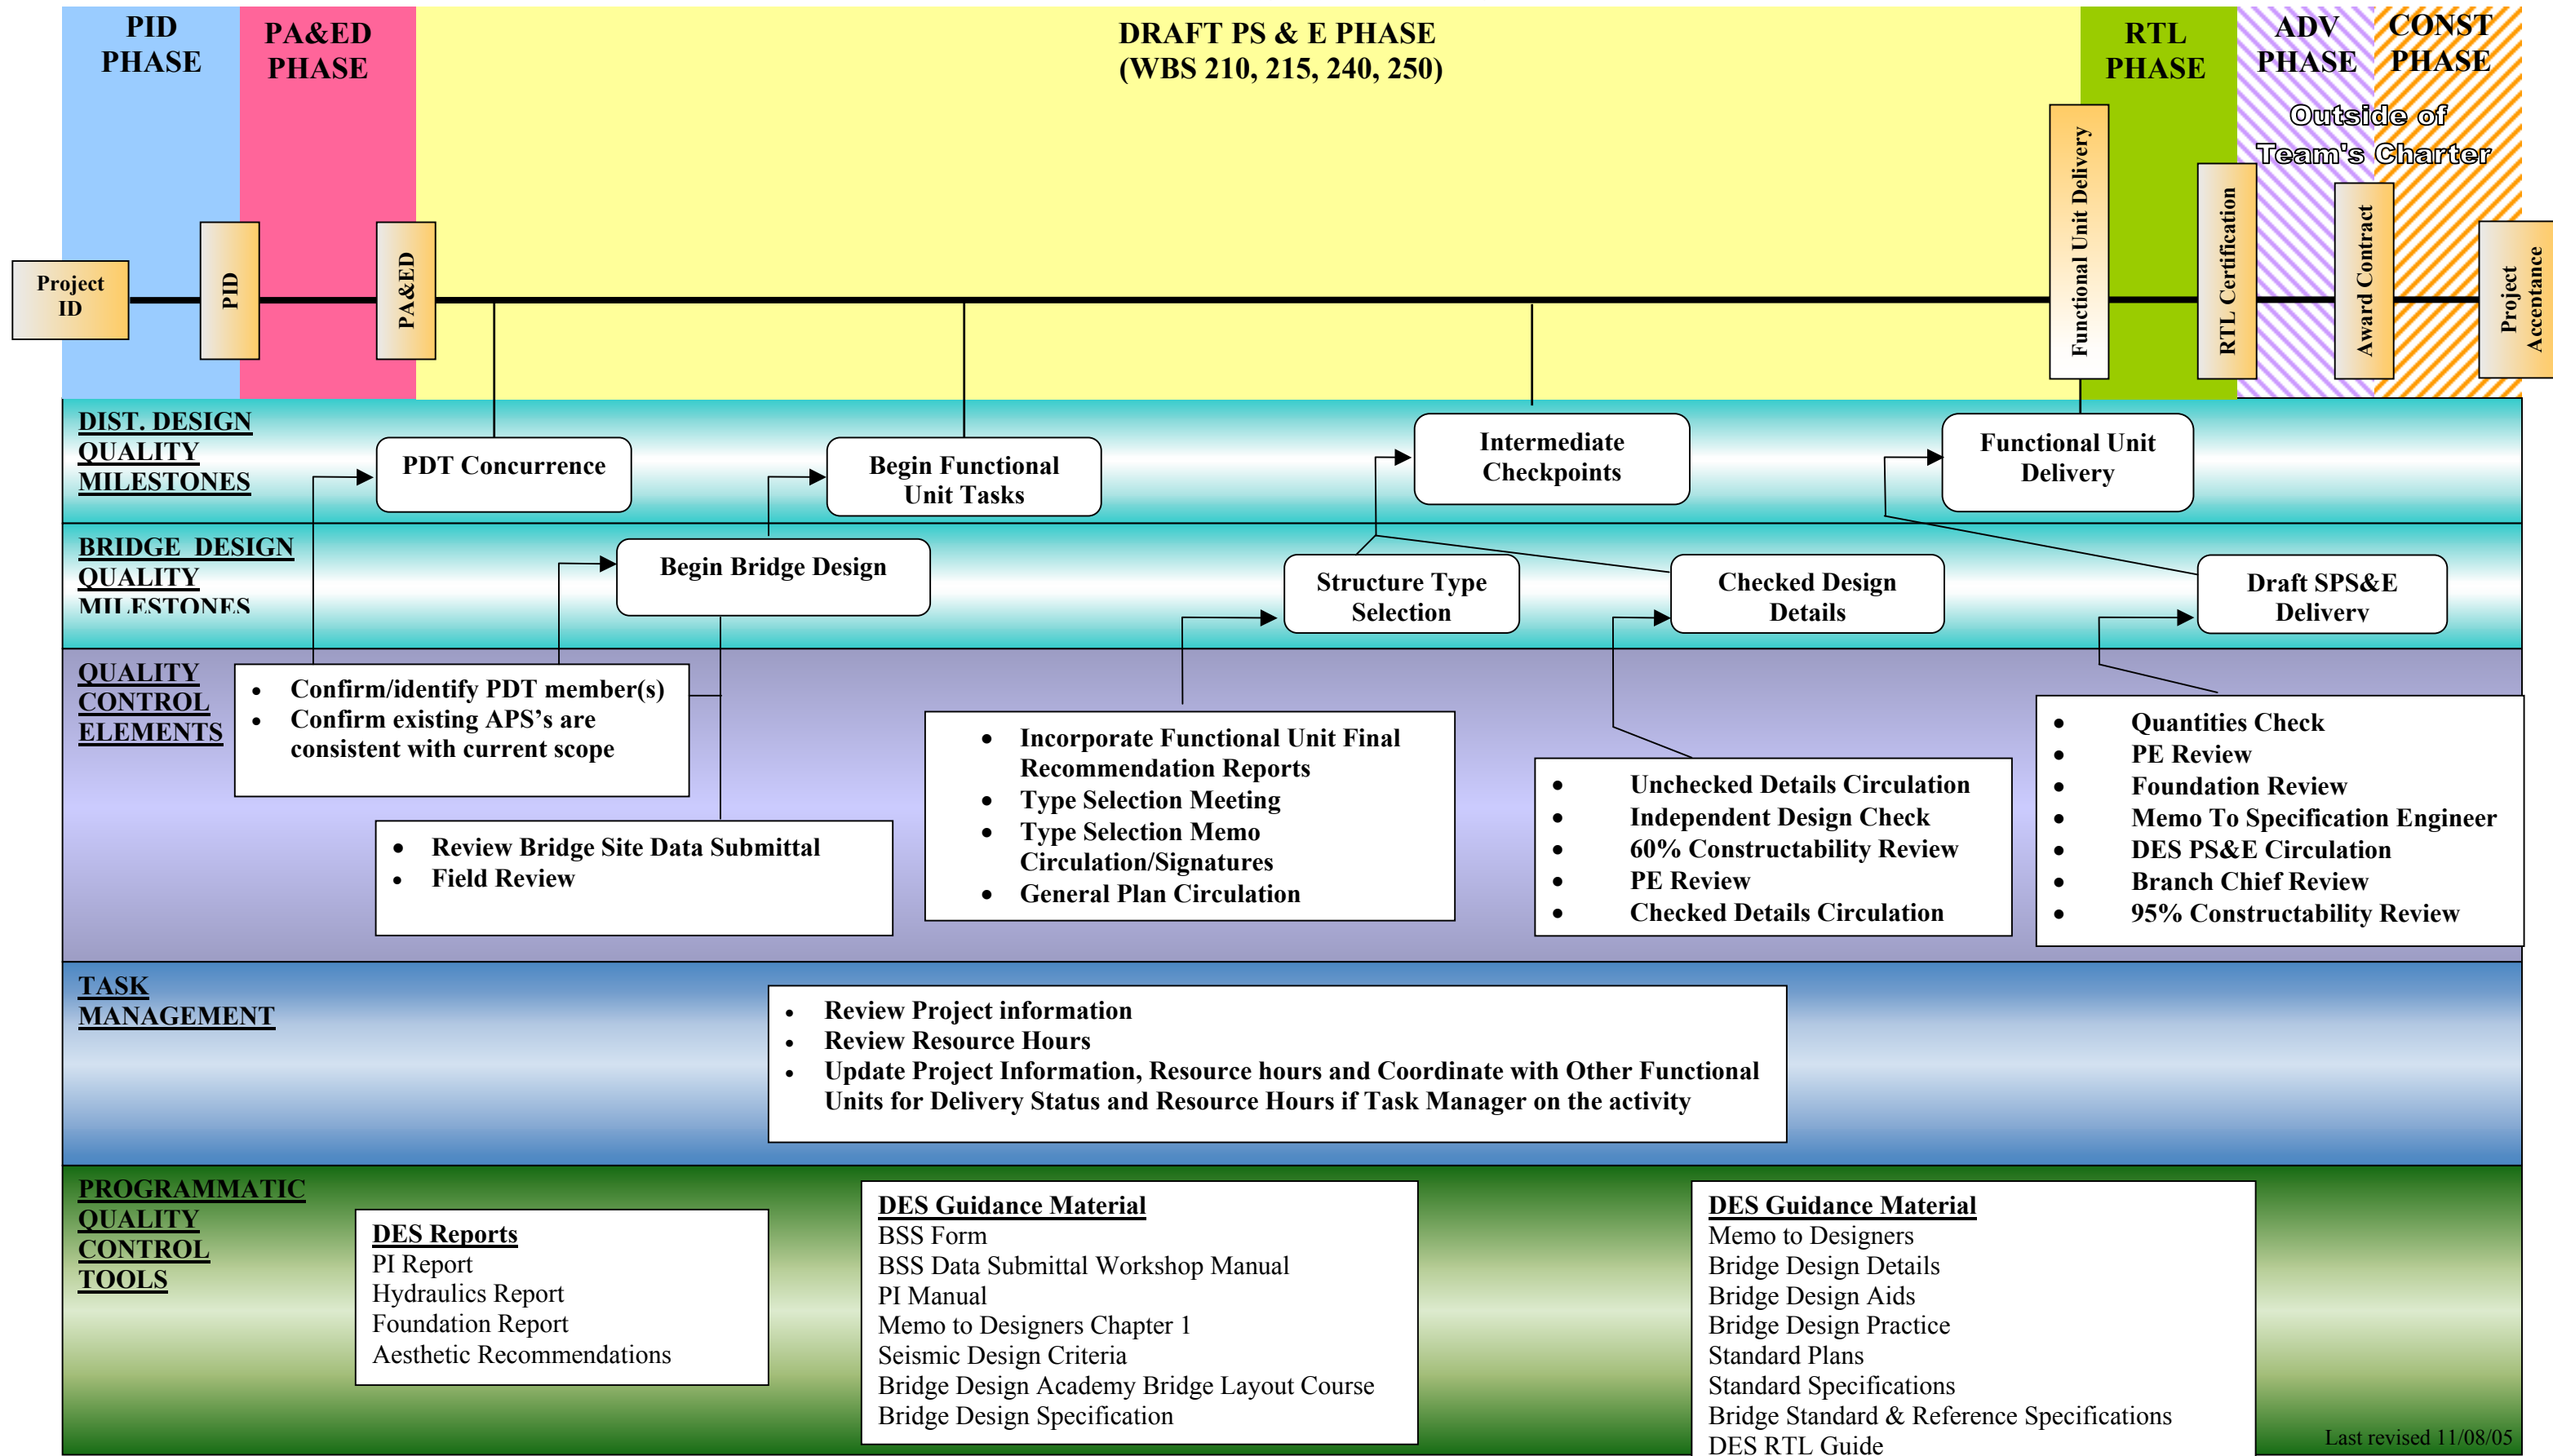 PID
PHASE
PA&ED
PHASE
DRAFT PS & E PHASE
(WBS 210, 215, 240, 250)
RTL
PHASE
ADV
PHASE
CONST
PHASE
Outside of
Team's Charter
Project
ID
PID
PA&ED
Functional Unit Delivery
RTL Certification
Award Contract
Project
Acceptance
DIST. DESIGN
QUALITY
MILESTONES
PDT Concurrence
Begin Functional
Unit Tasks
Intermediate
Checkpoints
Functional Unit
Delivery
BRIDGE DESIGN
QUALITY
MILESTONES
Begin Bridge Design
Structure Type
Selection
Checked Design
Details
Draft SPS&E
Delivery
QUALITY
CONTROL
ELEMENTS
• Confirm/identify PDT member(s)
• Confirm existing APS's are
consistent with current scope
• Review Bridge Site Data Submittal
• Field Review
• Incorporate Functional Unit Final
Recommendation Reports
• Type Selection Meeting
• Type Selection Memo
Circulation/Signatures
• General Plan Circulation
• Unchecked Details Circulation
• Independent Design Check
• 60% Constructability Review
• PE Review
• Checked Details Circulation
• Quantities Check
• PE Review
• Foundation Review
• Memo To Specification Engineer
• DES PS&E Circulation
• Branch Chief Review
• 95% Constructability Review
TASK
MANAGEMENT
• Review Project information
• Review Resource Hours
• Update Project Information, Resource hours and Coordinate with Other Functional
Units for Delivery Status and Resource Hours if Task Manager on the activity
PROGRAMMATIC
QUALITY
CONTROL
TOOLS
DES Reports
PI Report
Hydraulics Report
Foundation Report
Aesthetic Recommendations
DES Guidance Material
BSS Form
BSS Data Submittal Workshop Manual
PI Manual
Memo to Designers Chapter 1
Seismic Design Criteria
Bridge Design Academy Bridge Layout Course
Bridge Design Specification
DES Guidance Material
Memo to Designers
Bridge Design Details
Bridge Design Aids
Bridge Design Practice
Standard Plans
Standard Specifications
Bridge Standard & Reference Specifications
DES RTL Guide
Last revised 11/08/05